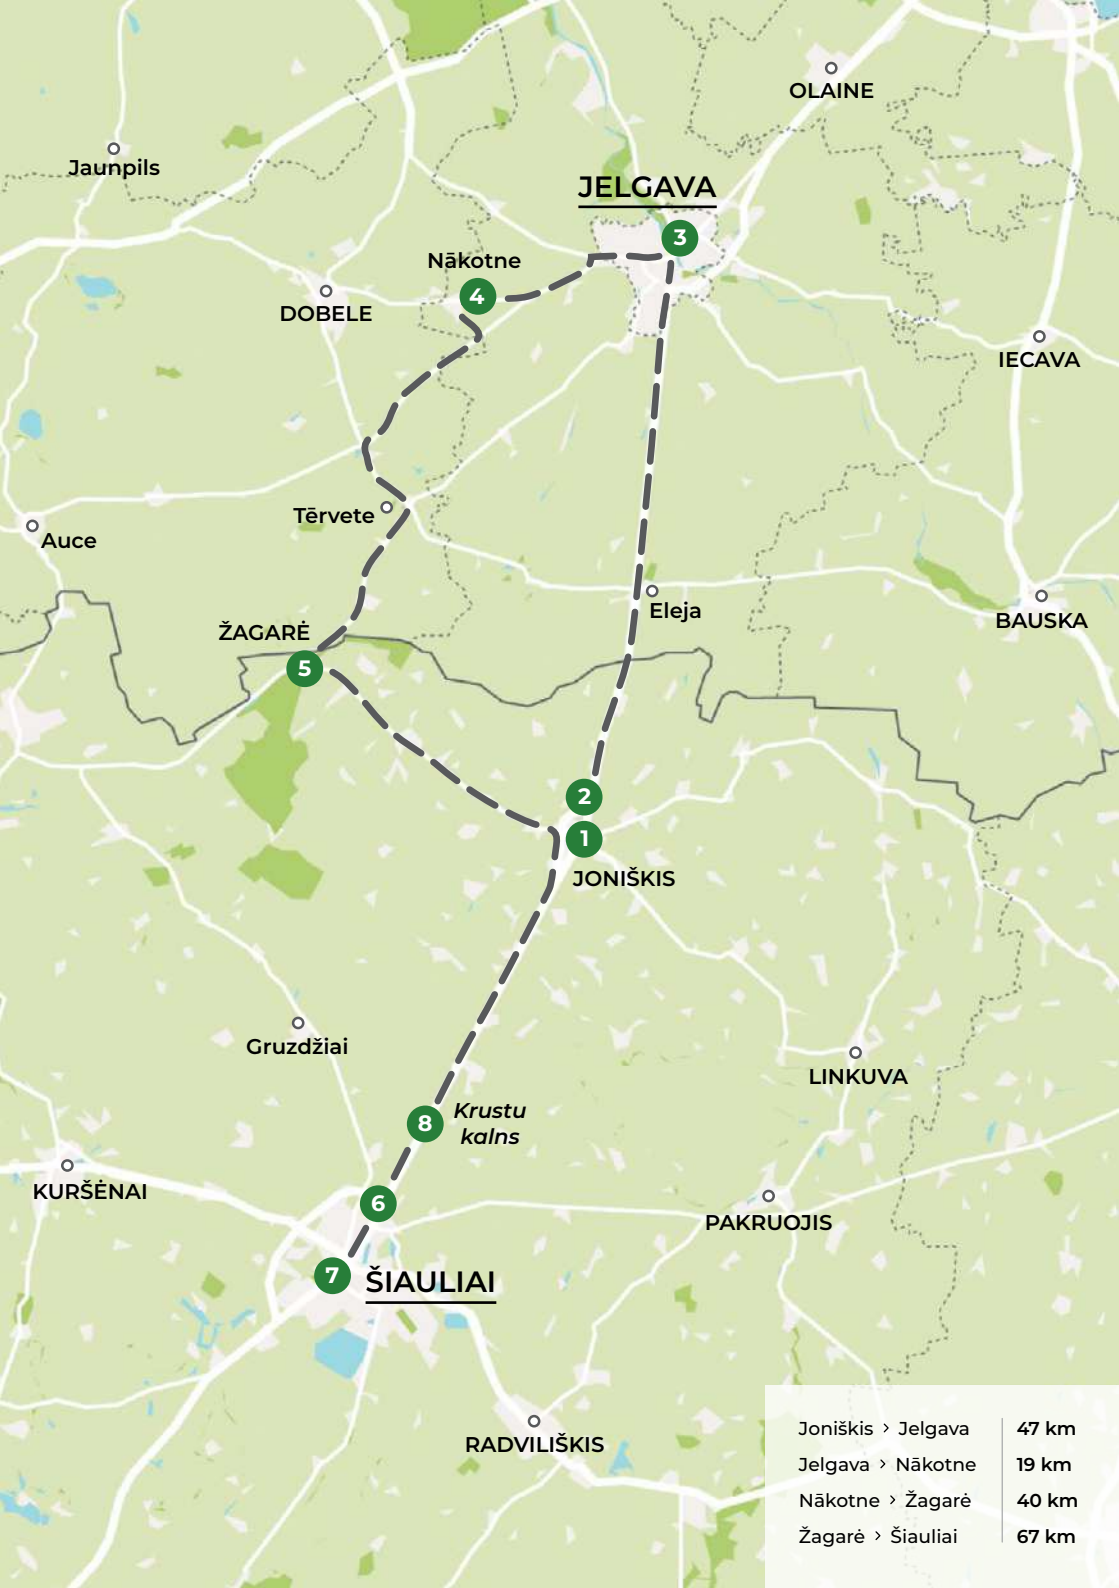 OLAINE
Jaunpils
JELGAVA
3
Nākotne
4
DOBELE
IECAVA
Tērvete
Auce
Eleja
BAUSKA
ŽAGARĖ
5
2
1
JONIŠKIS
Gruzdžiai
LINKUVA
8
Krustu
kalns
KURŠĖNAI
6
PAKRUOJIS
7
ŠIAULIAI
RADVILIŠKIS
Joniškis › Jelgava 47 km
Jelgava › Nākotne 19 km
Nākotne › Žagarė 40 km
Žagarė › Šiauliai 67 km